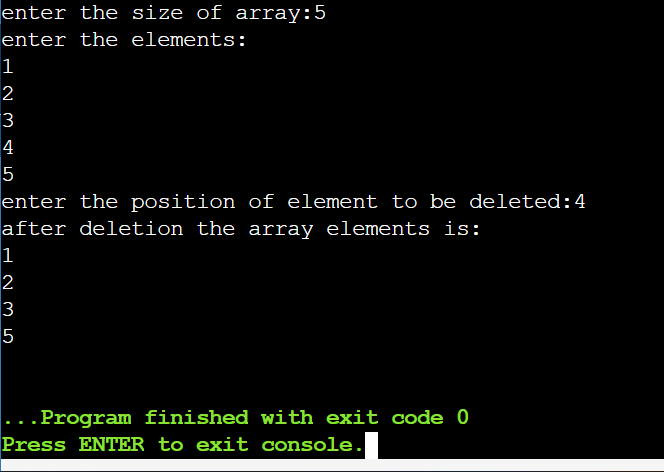 enter the size of array:5
enter the elements:
1
2
3
4
5
enter the position of element to be deleted:4
after deletion the array elements is:
1
2
3
5
...Program finished with exit code 0
Press ENTER to exit console.